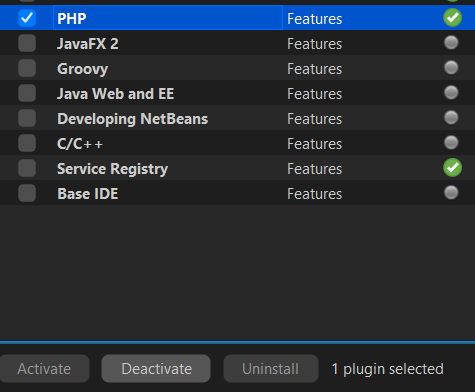 PHP Features
JavaFX 2 Features
Groovy Features
Java Web and EE Features
Developing NetBeans Features
C/C++ Features
Service Registry Features
Base IDE Features
Activate Deactivate Uninstall 1 plugin selected